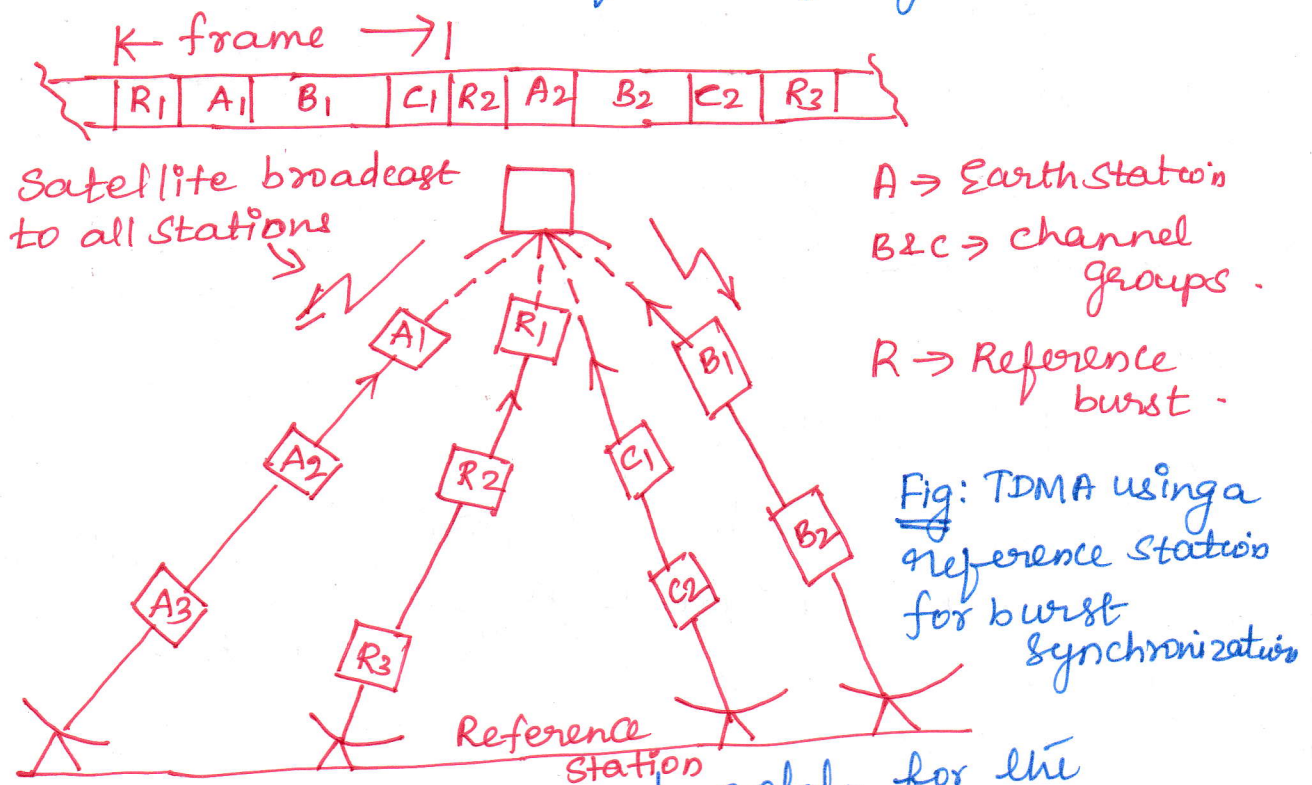 frame
R1 A1 B1 C1 R2 A2 B2 C2 R3
Satellite broadcast
to all Stations
A → Earth Station
B&C → channel
groups.
R → Reference
burst.
A1
R1
B1
A2
R2
C1
B2
A3
R3
C2
Fig: TDMA using a
reference station
for burst
synchronization
Reference
Station
for the